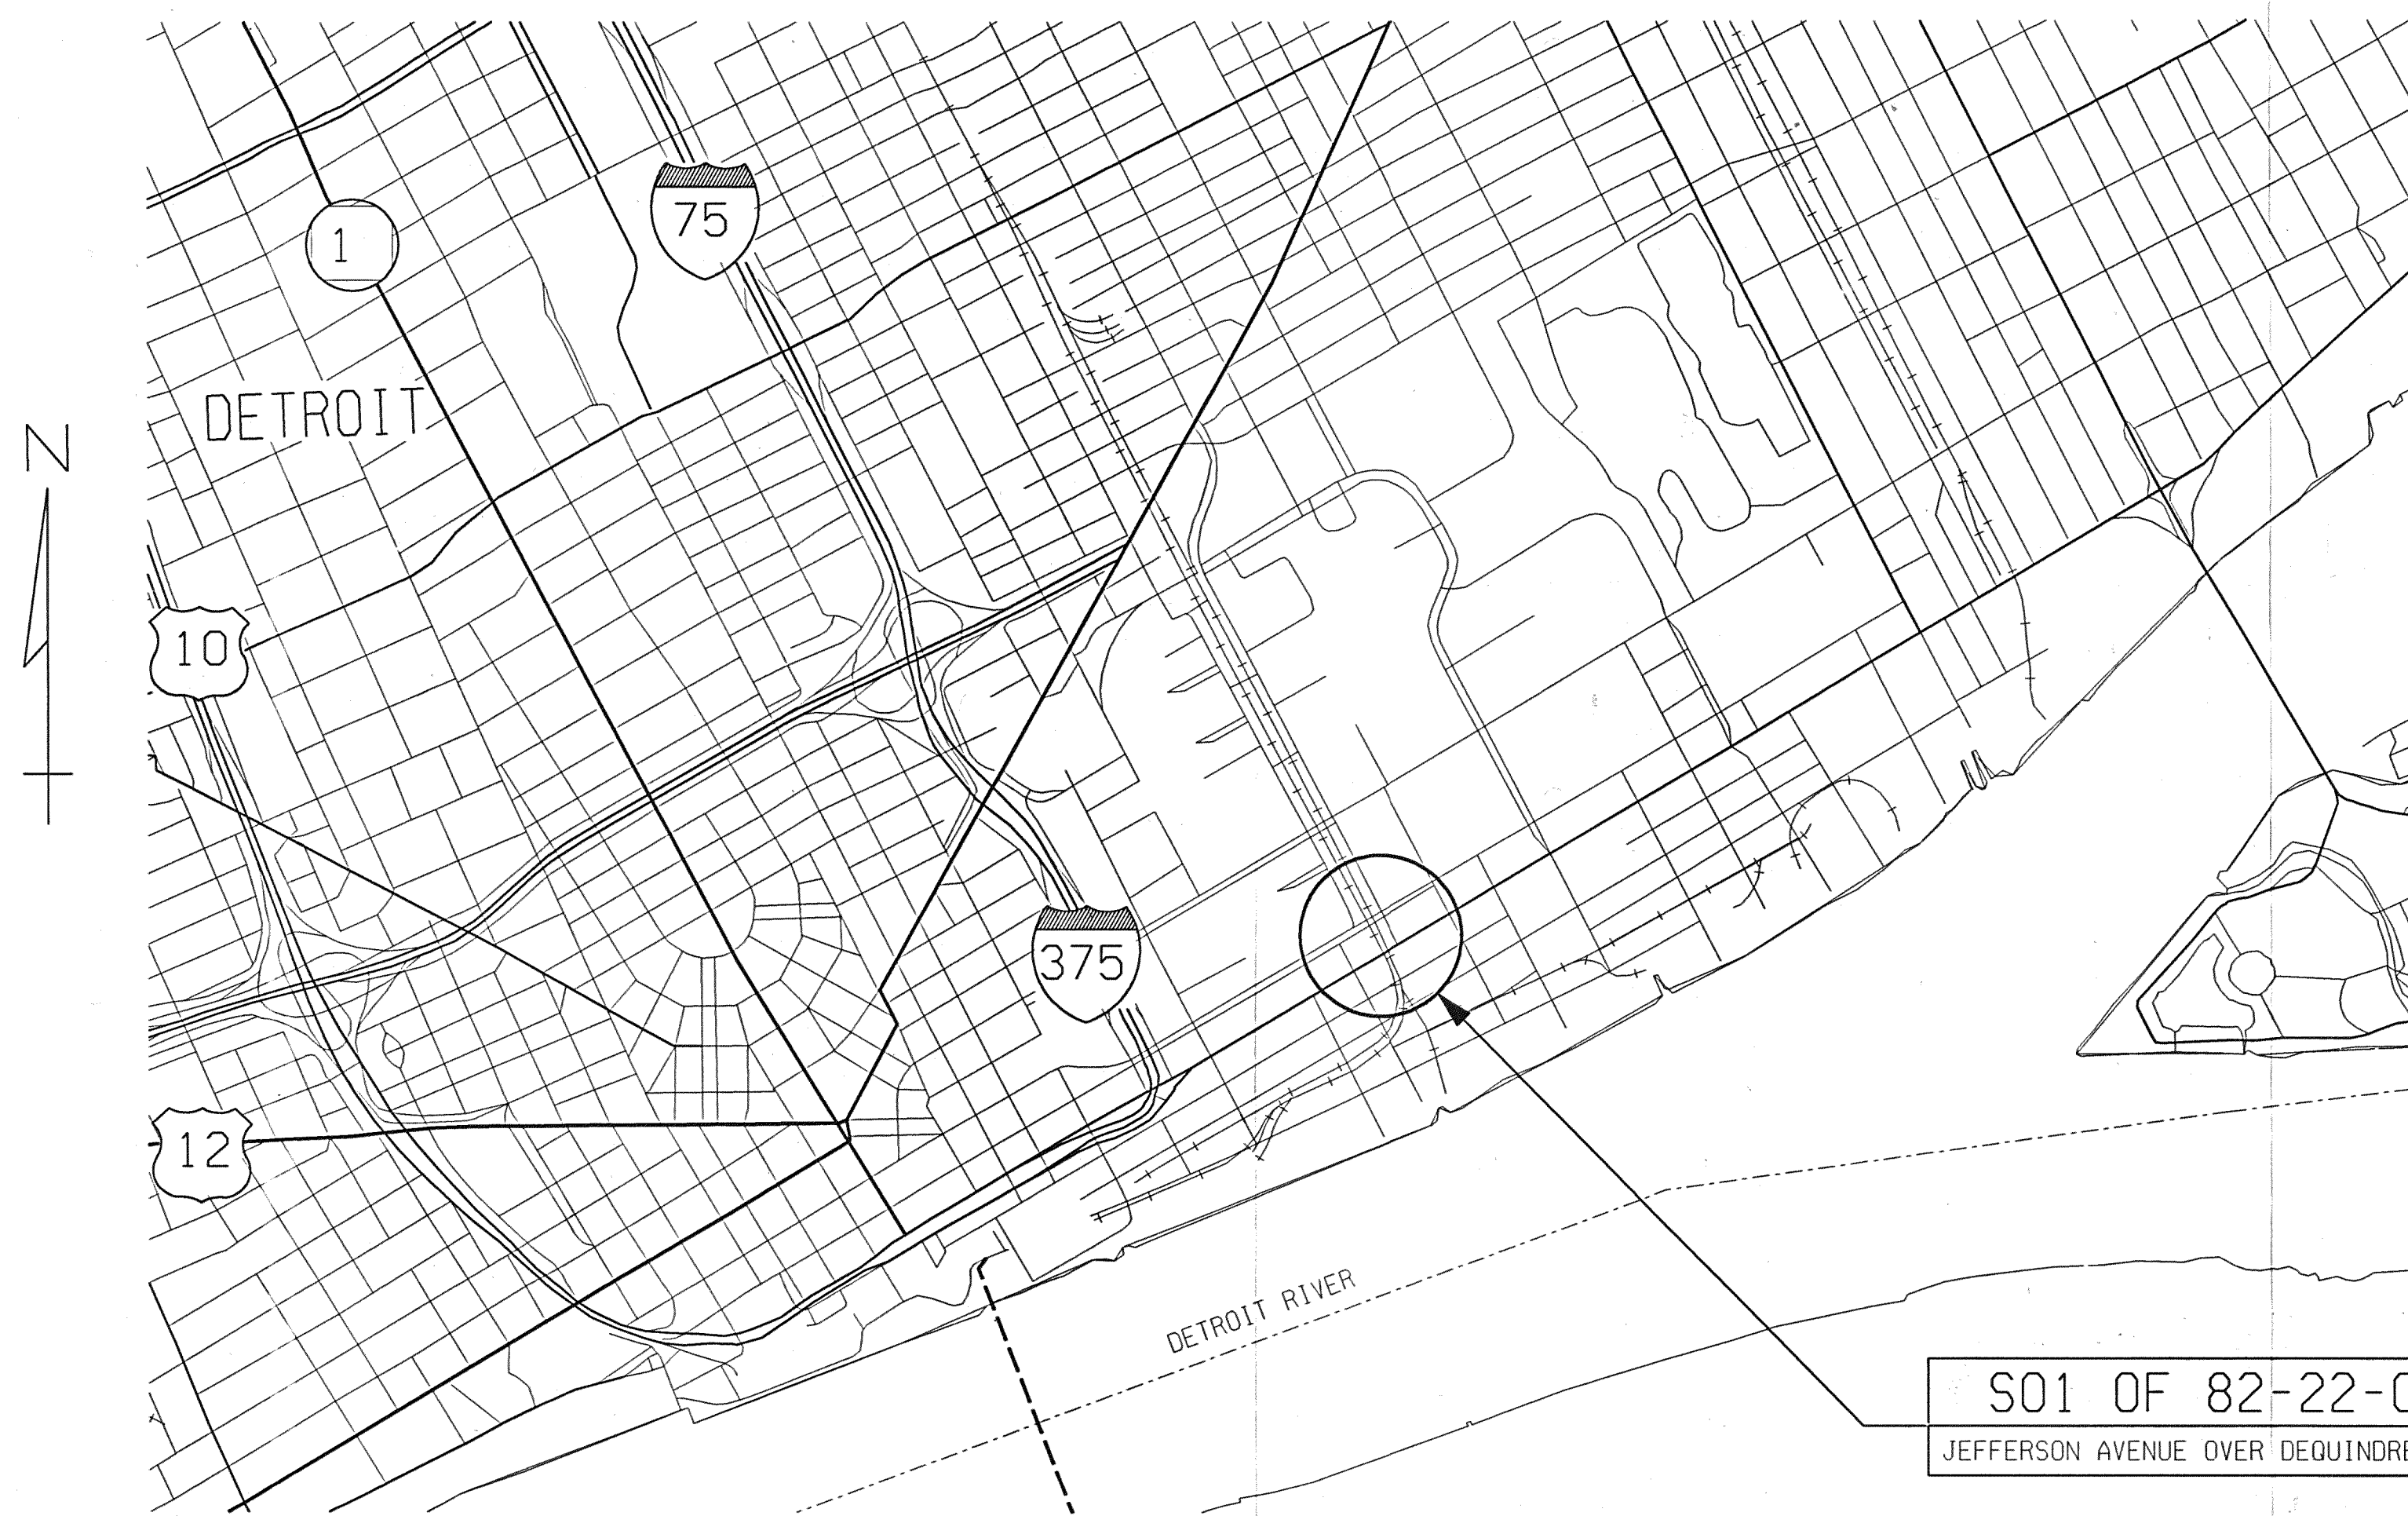 75
1
DETROIT
N
10
375
12
DETROIT RIVER
S01 OF 82-22-
JEFFERSON AVENUE OVER DEQUINDRE